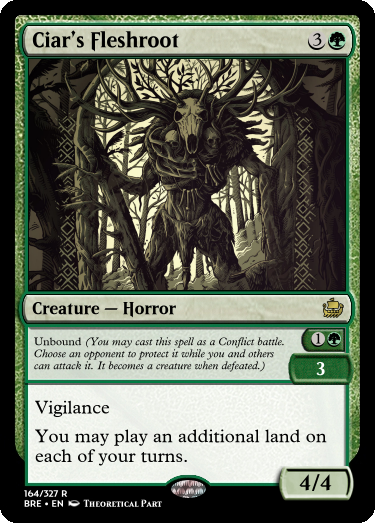 Ciar's Fleshroot 3
Creature — Horror
Unbound (You may cast this spell as a Conflict battle. 1
Choose an opponent to protect it while you and others
can attack it. It becomes a creature when defeated.)
3
Vigilance
You may play an additional land on
each of your turns.
4/4
164/327 R
BRE • EN Theoretical Part